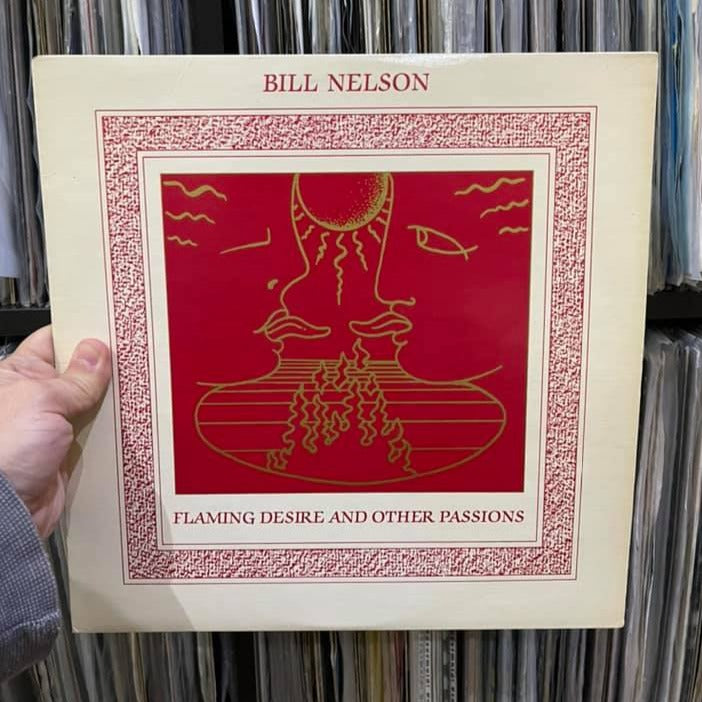 BILL NELSON
FLAMING DESIRE AND OTHER PASSIONS